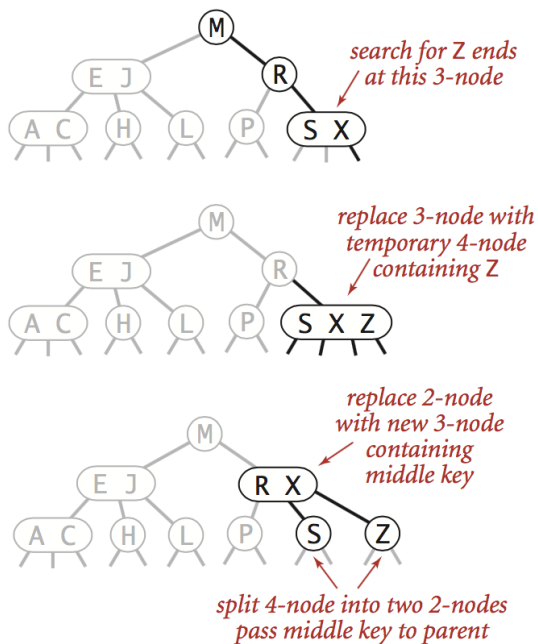 M
search for Z ends
at this 3-node
E J
R
A C
H
L
P
S X
replace 3-node with
temporary 4-node
containing Z
M
E J
R
A C
H
L
P
S X Z
replace 2-node
with new 3-node
containing
middle key
M
E J
R X
A C
H
L
P
S
Z
split 4-node into two 2-nodes
pass middle key to parent